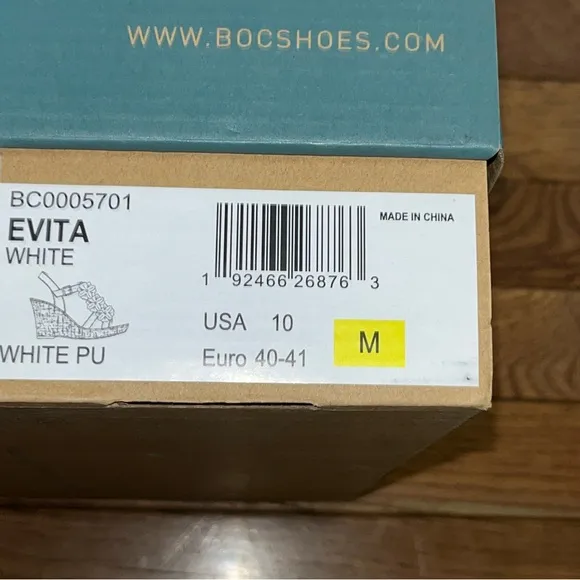 WWW.BOCSHOES.COM
BC0005701
EVITA
WHITE
WHITE PU
1 92466 26876 3
USA 10
Euro 40-41
M
MADE IN CHINA